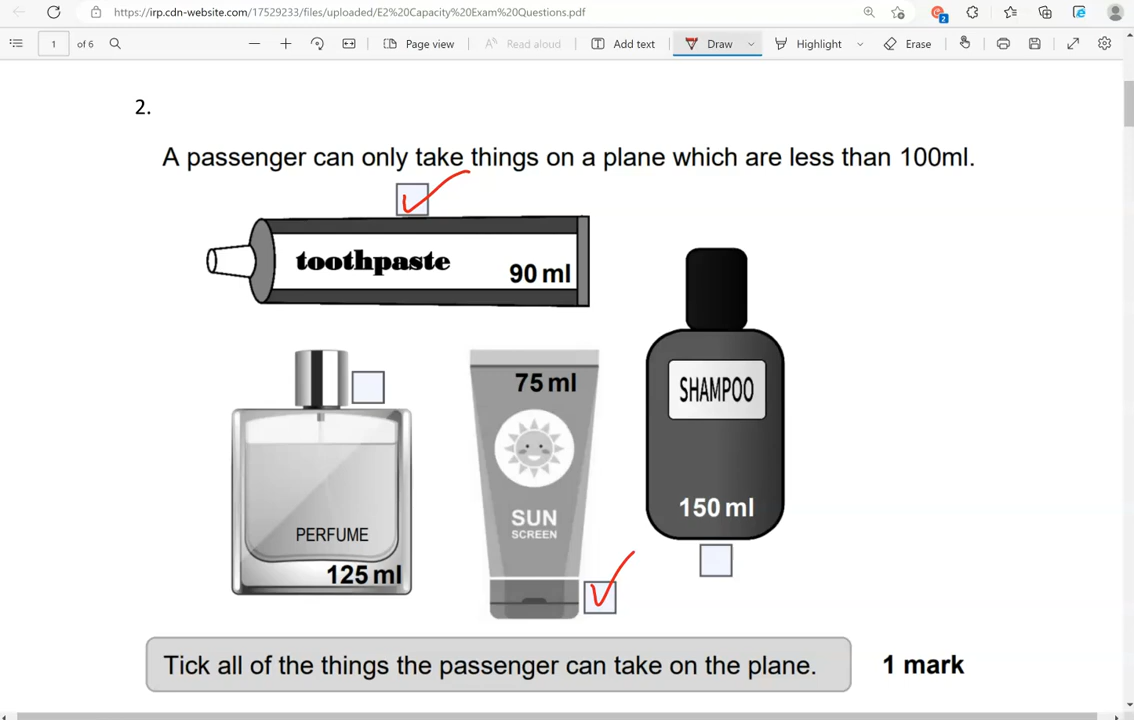 https://irp.cdn-website.com/17529233/files/uploaded/E2%20Capacity%20Exam%20Questions.pdf
2
1 of 6 Page view Read aloud Add text Draw Highlight Erase
2.
A passenger can only take things on a plane which are less than 100ml.
toothpaste
90 ml
75 ml
SHAMPOO
150 ml
SUN
SCREEN
PERFUME
125 ml
Tick all of the things the passenger can take on the plane. 1 mark